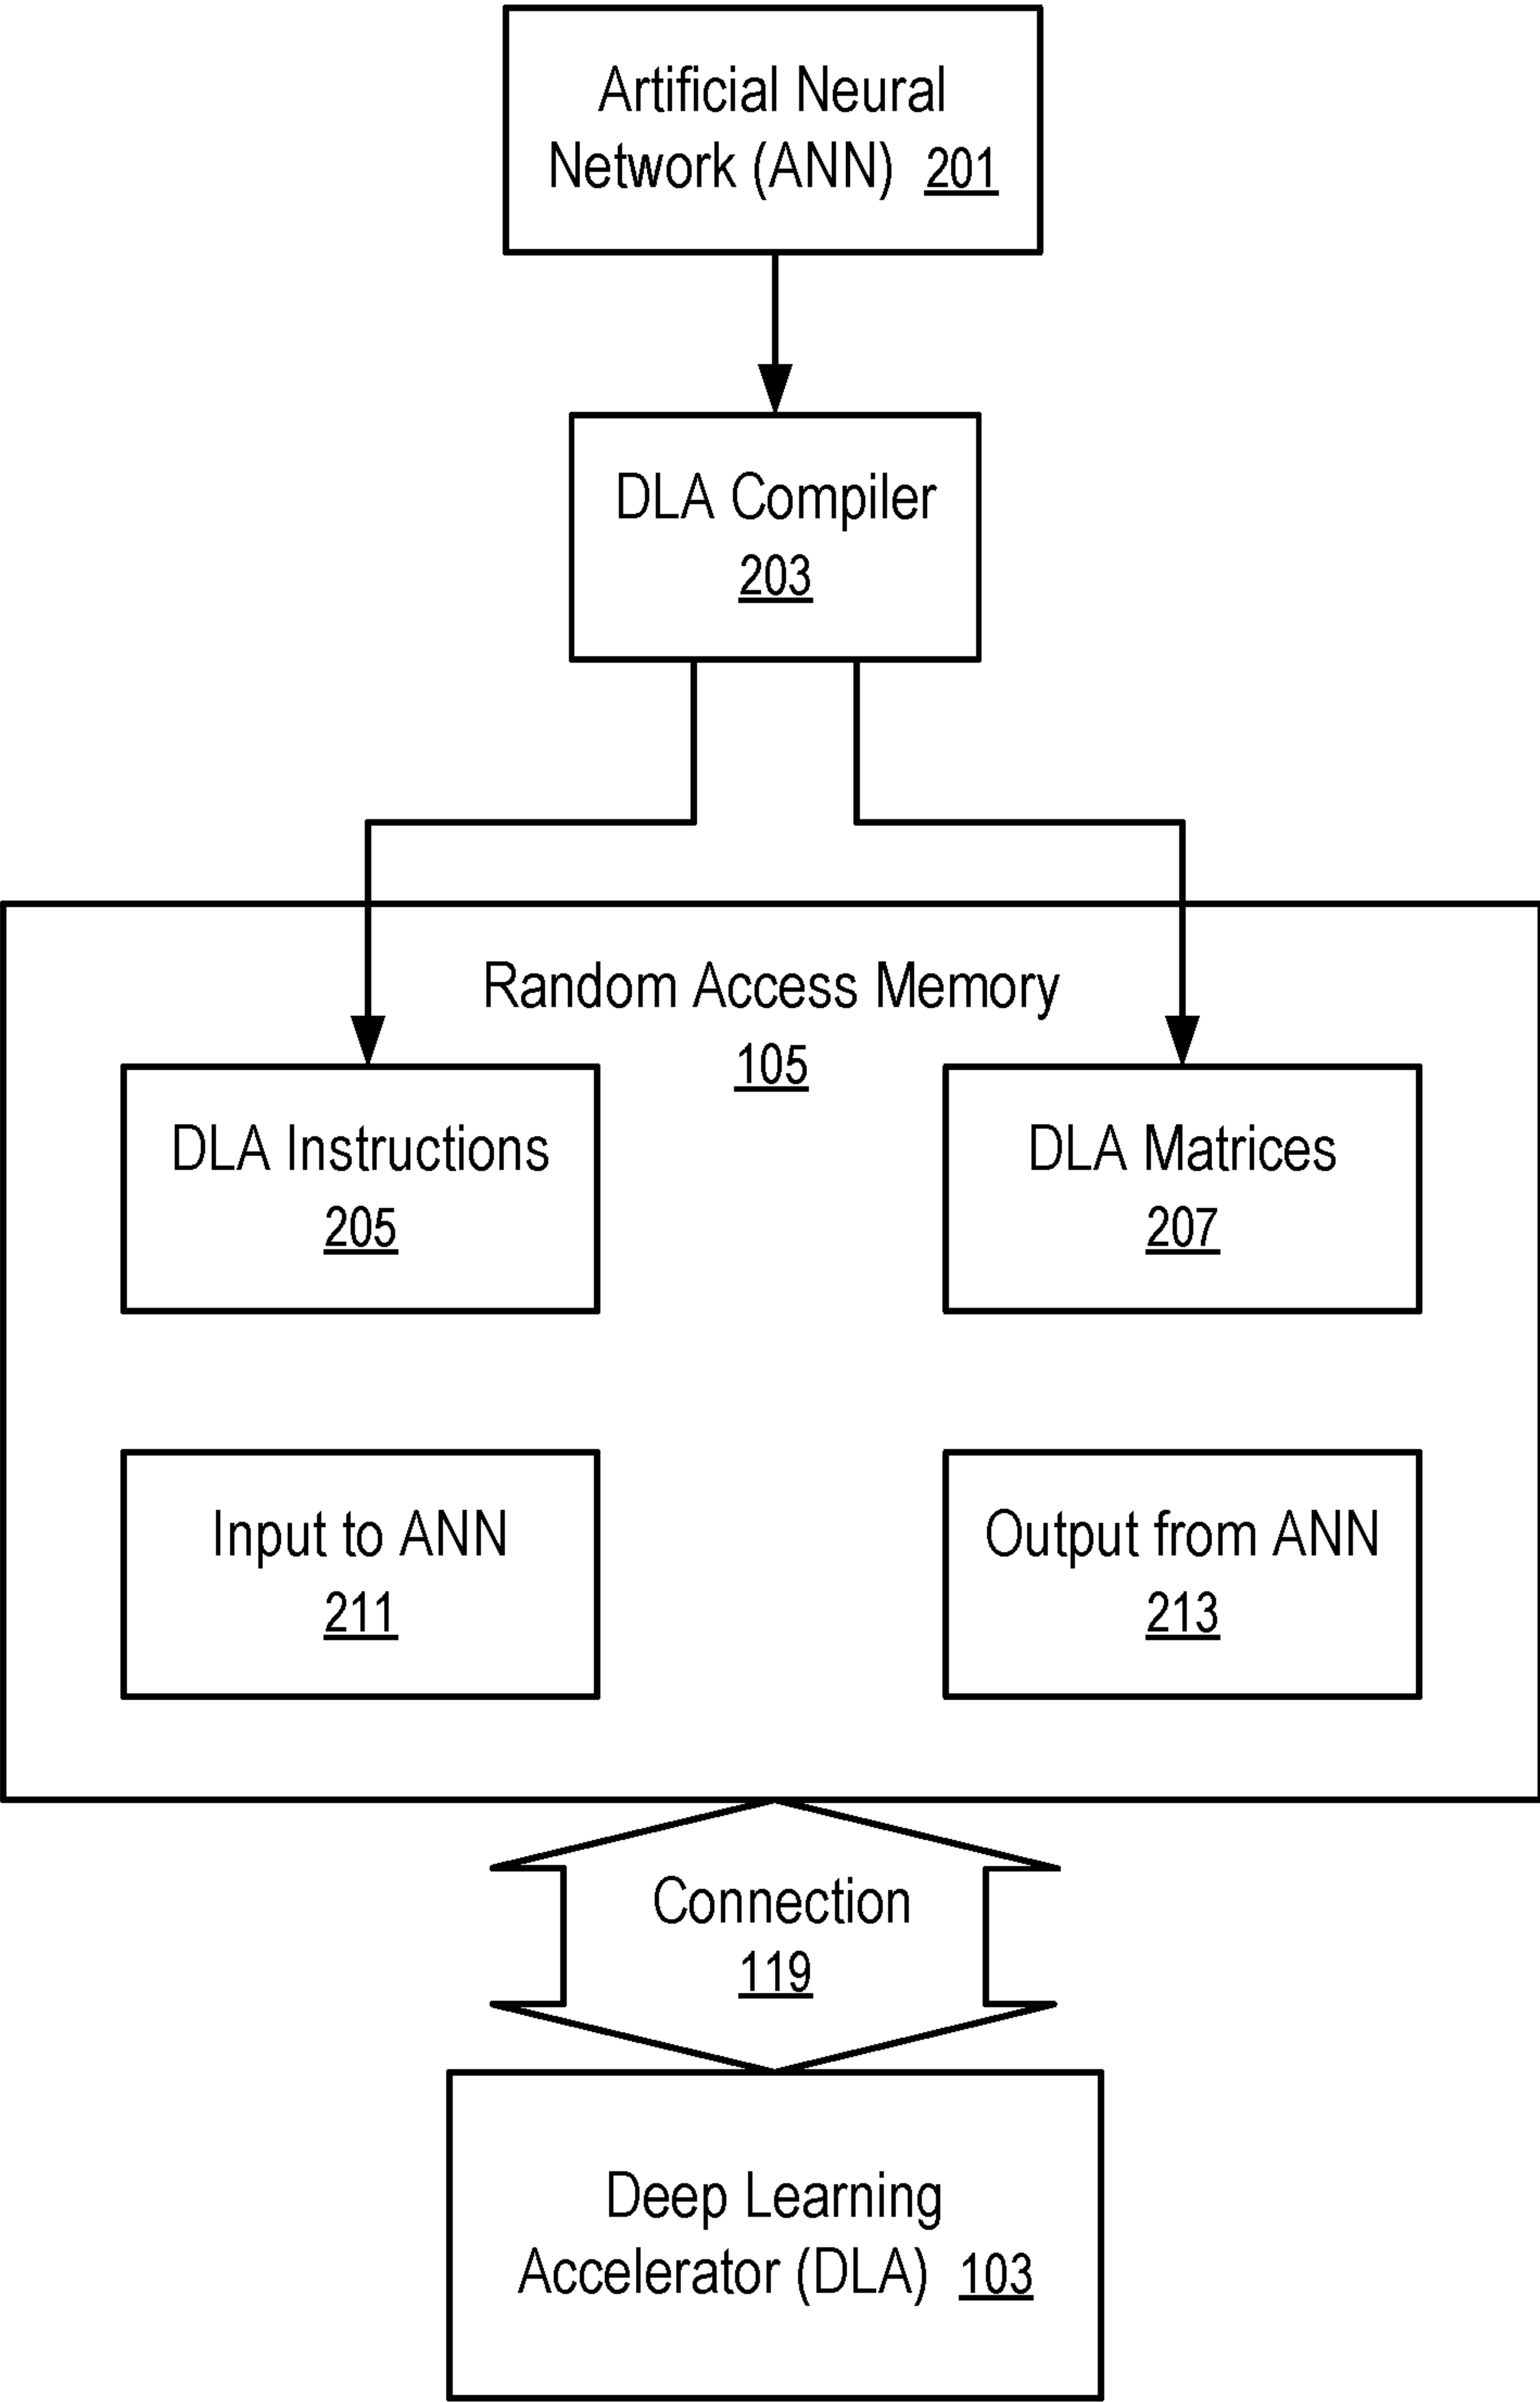 Artificial Neural
Network (ANN) 201
DLA Compiler
203
Random Access Memory
105
DLA Instructions
205
DLA Matrices
207
Input to ANN
211
Output from ANN
213
Connection
119
Deep Learning
Accelerator (DLA) 103